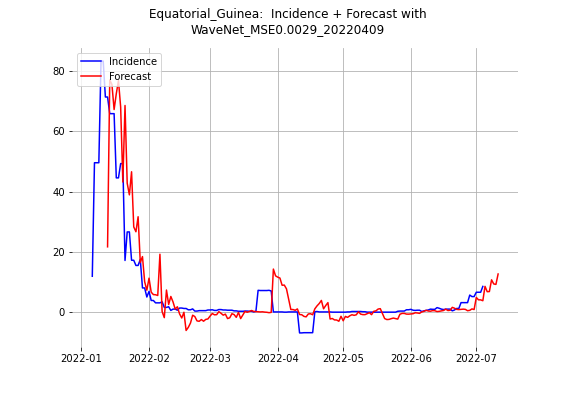 Equatorial_Guinea:  Incidence + Forecast with
WaveNet_MSE0.0029_20220409
Incidence
Forecast
80
60
40
20
0
2022-01 2022-02 2022-03 2022-04 2022-05 2022-06 2022-07